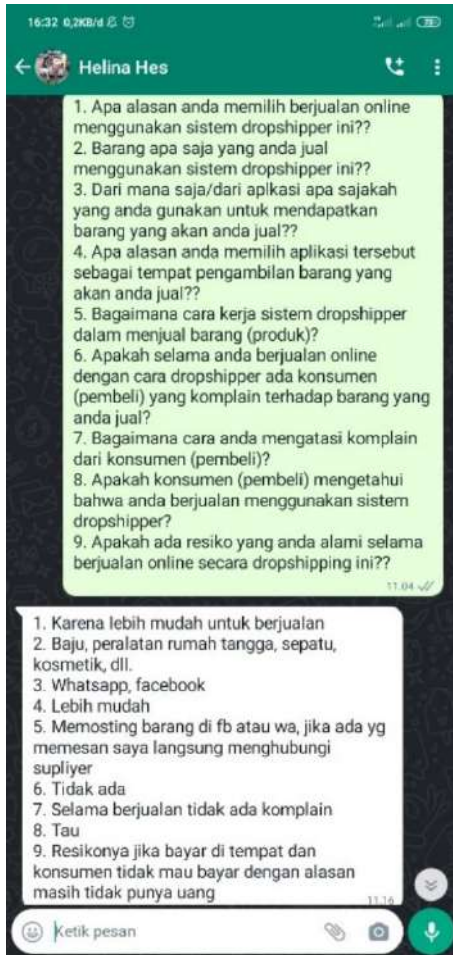 16:32 0,2KB/d
Helina Hes
1. Apa alasan anda memilih berjualan online
menggunakan sistem dropshipper ini??
2. Barang apa saja yang anda jual
menggunakan sistem dropshipper ini??
3. Dari mana saja/dari aplkasi apa sajakah
yang anda gunakan untuk mendapatkan
barang yang akan anda jual??
4. Apa alasan anda memilih aplikasi tersebut
sebagai tempat pengambilan barang yang
akan anda jual??
5. Bagaimana cara kerja sistem dropshipper
dalam menjual barang (produk)?
6. Apakah selama anda berjualan online
dengan cara dropshipper ada konsumen
(pembeli) yang komplain terhadap barang yang
anda jual?
7. Bagaimana cara anda mengatasi komplain
dari konsumen (pembeli)?
8. Apakah konsumen (pembeli) mengetahui
bahwa anda berjualan menggunakan sistem
dropshipper?
9. Apakah ada resiko yang anda alami selama
berjualan online secara dropshipping ini??
11.04
1. Karena lebih mudah untuk berjualan
2. Baju, peralatan rumah tangga, sepatu,
kosmetik, dll.
3. Whatsapp, facebook
4. Lebih mudah
5. Memosting barang di fb atau wa, jika ada yg
memesan saya langsung menghubungi
supliyer
6. Tidak ada
7. Selama berjualan tidak ada komplain
8. Tau
9. Resikonya jika bayar di tempat dan
konsumen tidak mau bayar dengan alasan
masih tidak punya uang
11.16
Ketik pesan